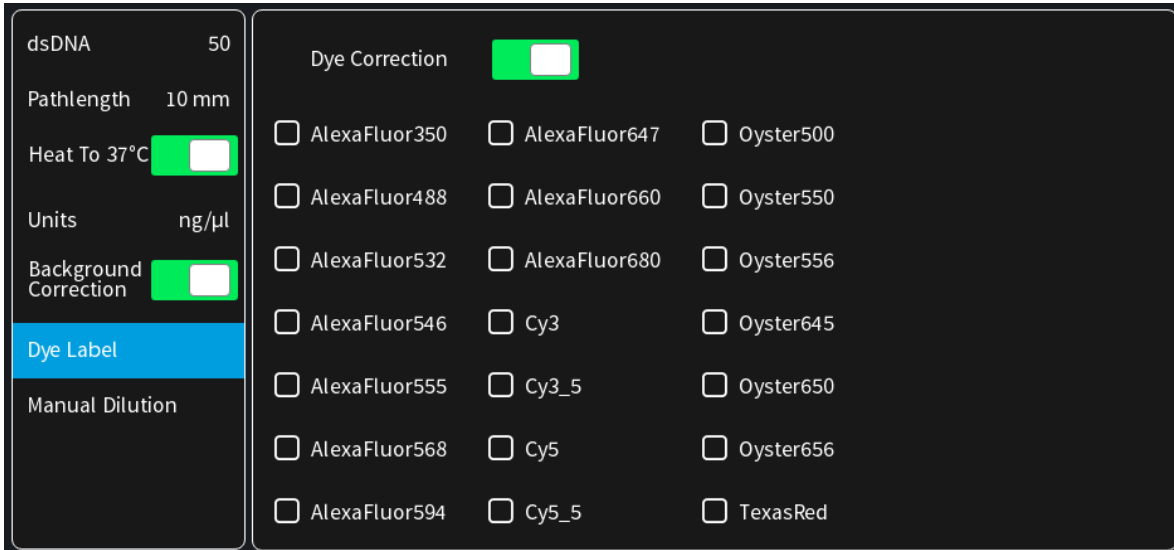 dsDNA 50
Pathlength 10 mm
Heat To 37°C
Units ng/µl
Background
Correction
Dye Label
Manual Dilution
Dye Correction
AlexaFluor350 AlexaFluor647 Oyster500
AlexaFluor488 AlexaFluor660 Oyster550
AlexaFluor532 AlexaFluor680 Oyster556
AlexaFluor546 Cy3 Oyster645
AlexaFluor555 Cy3_5 Oyster650
AlexaFluor568 Cy5 Oyster656
AlexaFluor594 Cy5_5 TexasRed